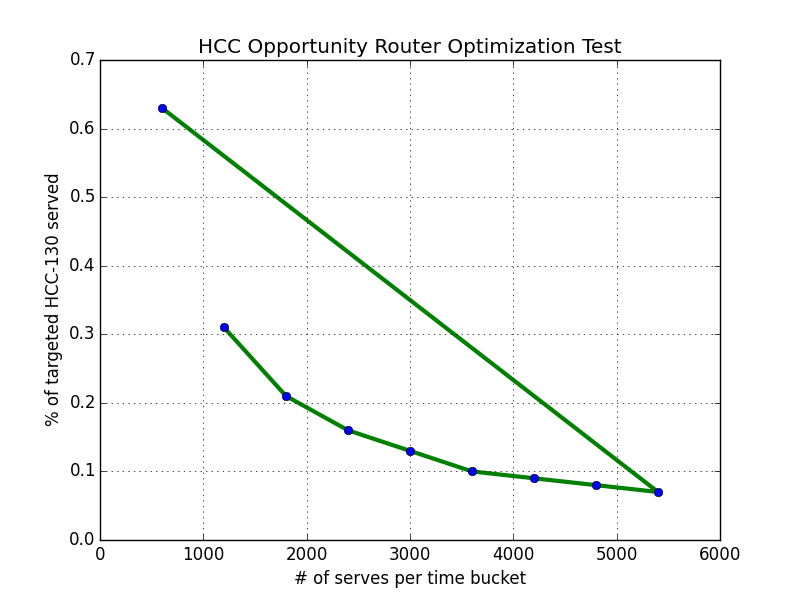 HCC Opportunity Router Optimization Test
% of targeted HCC-130 served
0.7
0.6
0.5
0.4
0.3
0.2
0.1
0.0
0 1000 2000 3000 4000 5000 6000
# of serves per time bucket